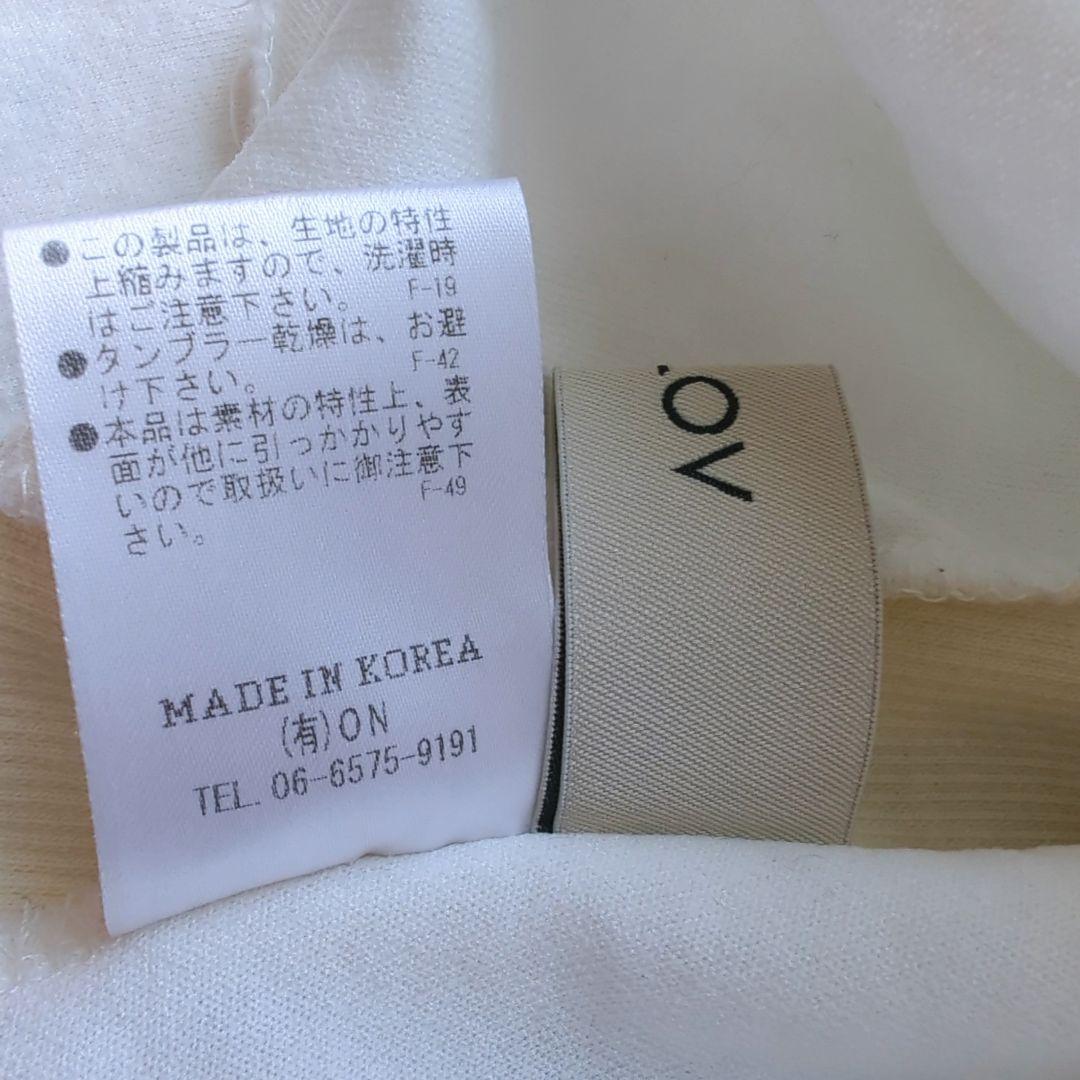 ●この製品は、生地の特性
上縮みますので、洗濯時
はご注意下さい。 F-19
●タンブラー乾燥は、お避
け下さい。 F-42
●本品は素材の特性上、表
面が他に引っかかりやす
いので取扱いに御注意下
さい。 F-49
MADE IN KOREA
(有)ON
TEL. 06-6575-9191
OV